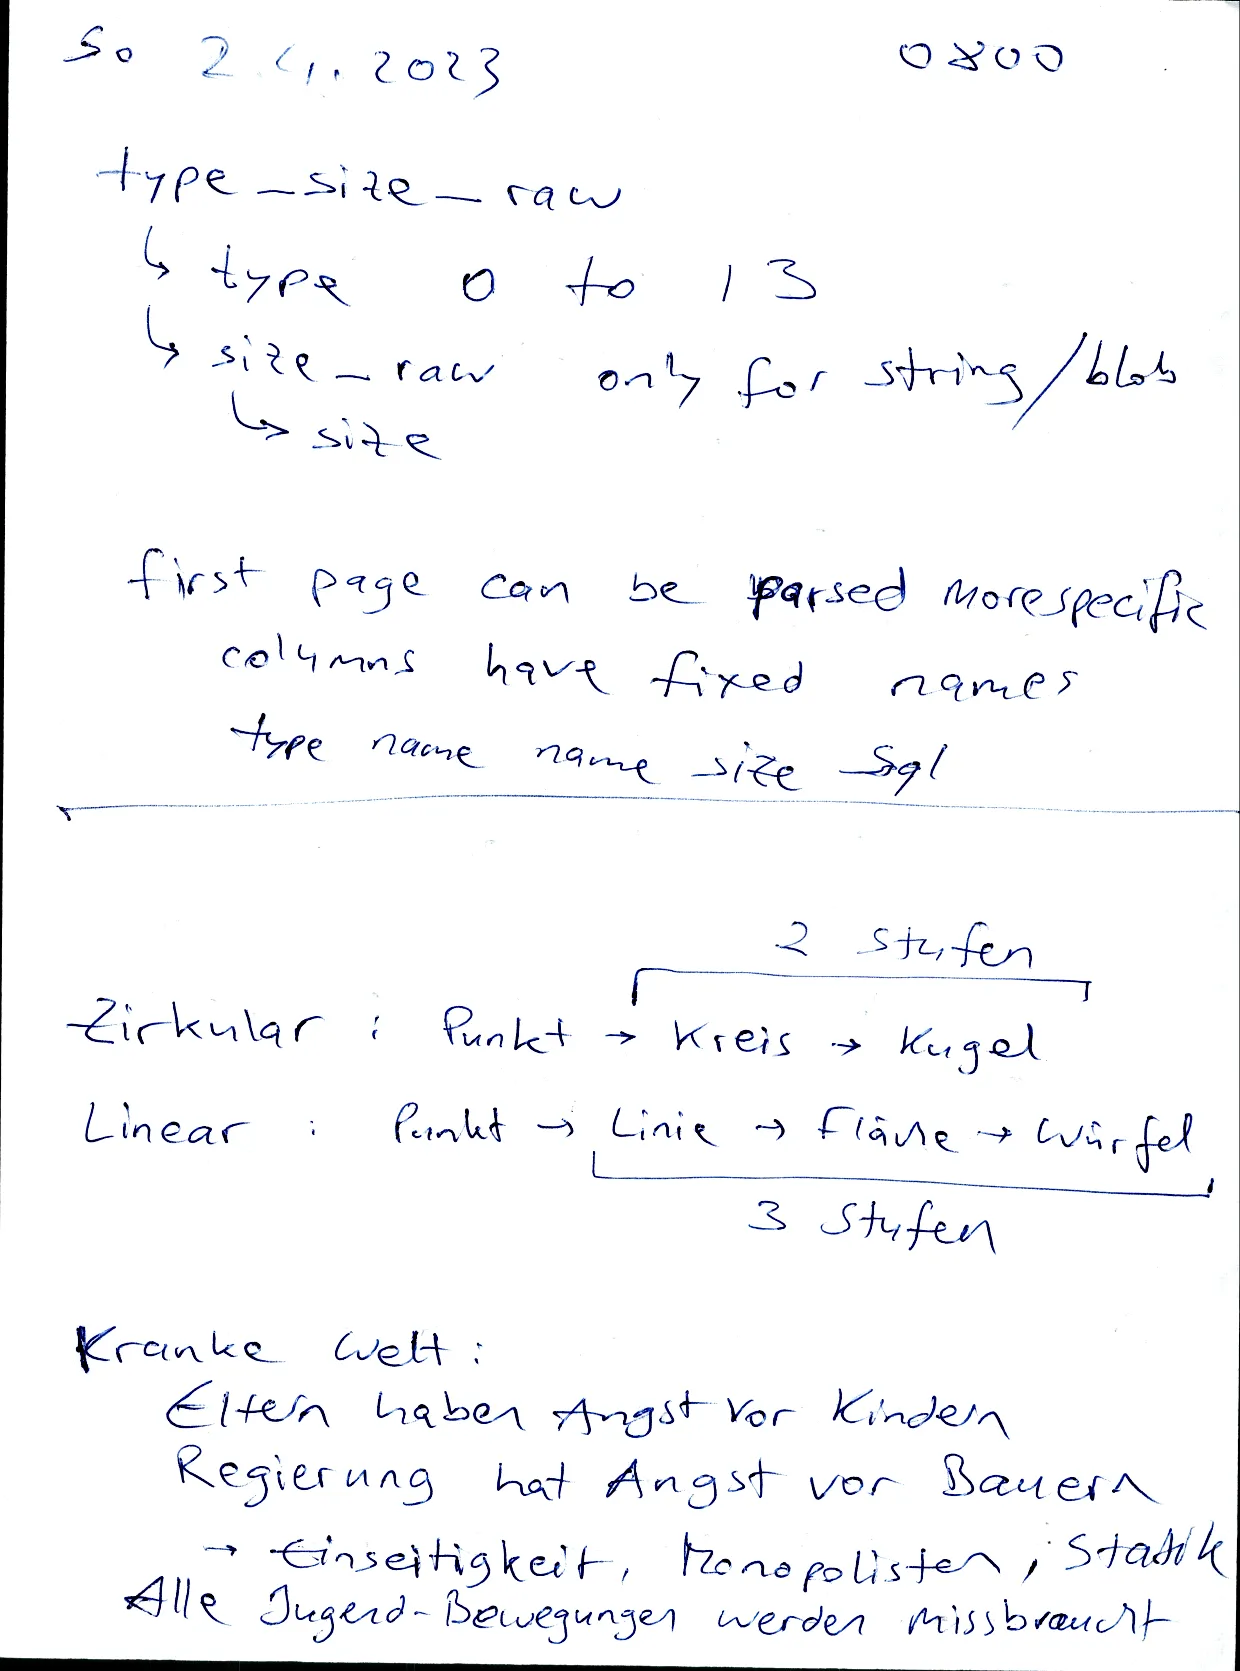 So 2.4.2023 0800
type_size_raw
↳ type 0 to 13
↳ size_raw only for string/blob
↳ size
first page can be parsed more specific
columns have fixed names
type name name size sql
2 Stufen
Zirkular : Punkt → Kreis → Kugel
Linear : Punkt → Linie → Fläche → Würfel
3 Stufen
Kranke Welt :
Eltern haben Angst vor Kindern
Regierung hat Angst vor Bauern
→ Einseitigkeit, Monopolisten, Statik
Alle Jugend-Bewegungen werden missbraucht